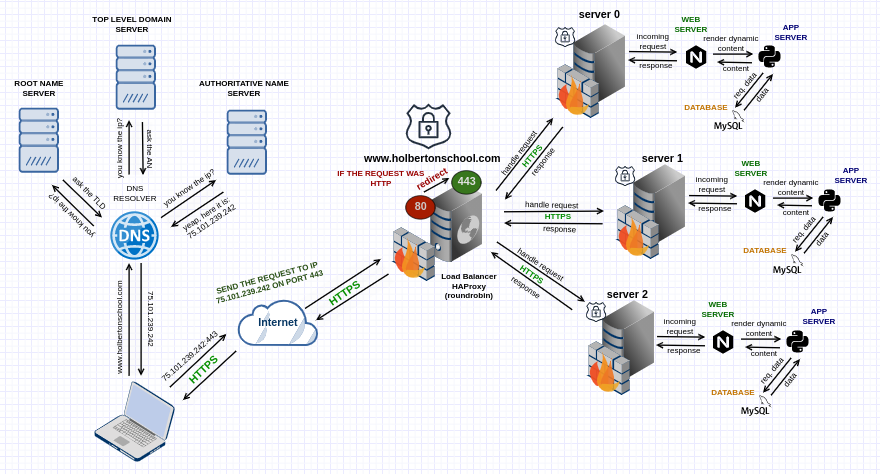 TOP LEVEL DOMAIN
SERVER
ROOT NAME
SERVER
AUTHORITATIVE NAME
SERVER
you know the ip?
ask the AN
ask the TLD
you know the ip?
DNS
RESOLVER
you know the ip?
yeap, here it is:
75.101.239.242
DNS
www.holbertonschool.com
75.101.239.242
75.101.239.242:443
HTTPS
SEND THE REQUEST TO IP
75.101.239.242 ON PORT 443
Internet
HTTPS
www.holbertonschool.com
IF THE REQUEST WAS
HTTP
redirect
443
80
Load Balancer
HAProxy
(roundrobin)
handle request
HTTPS
response
handle request
HTTPS
response
handle request
HTTPS
response
server 0
incoming
request
response
WEB
SERVER
N
render dynamic
content
content
APP
SERVER
req. data
data
DATABASE
MySQL
server 1
incoming
request
response
WEB
SERVER
N
render dynamic
content
content
APP
SERVER
req. data
data
DATABASE
MySQL
server 2
incoming
request
response
WEB
SERVER
N
render dynamic
content
content
APP
SERVER
req. data
data
DATABASE
MySQL